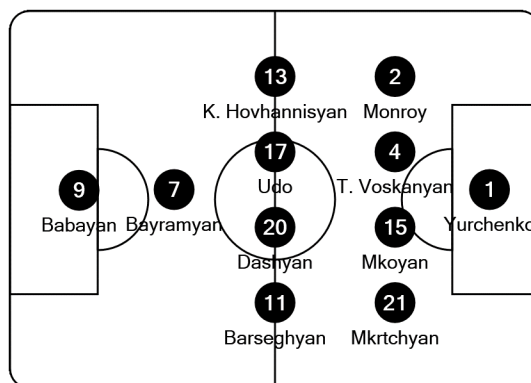 13
K. Hovhannisyan
2
Monroy
17
Udo
4
T. Voskanyan
9
Babayan
7
Bayramyan
1
Yurchenko
20
Dashyan
15
Mkoyan
11
Barseghyan
21
Mkrtchyan